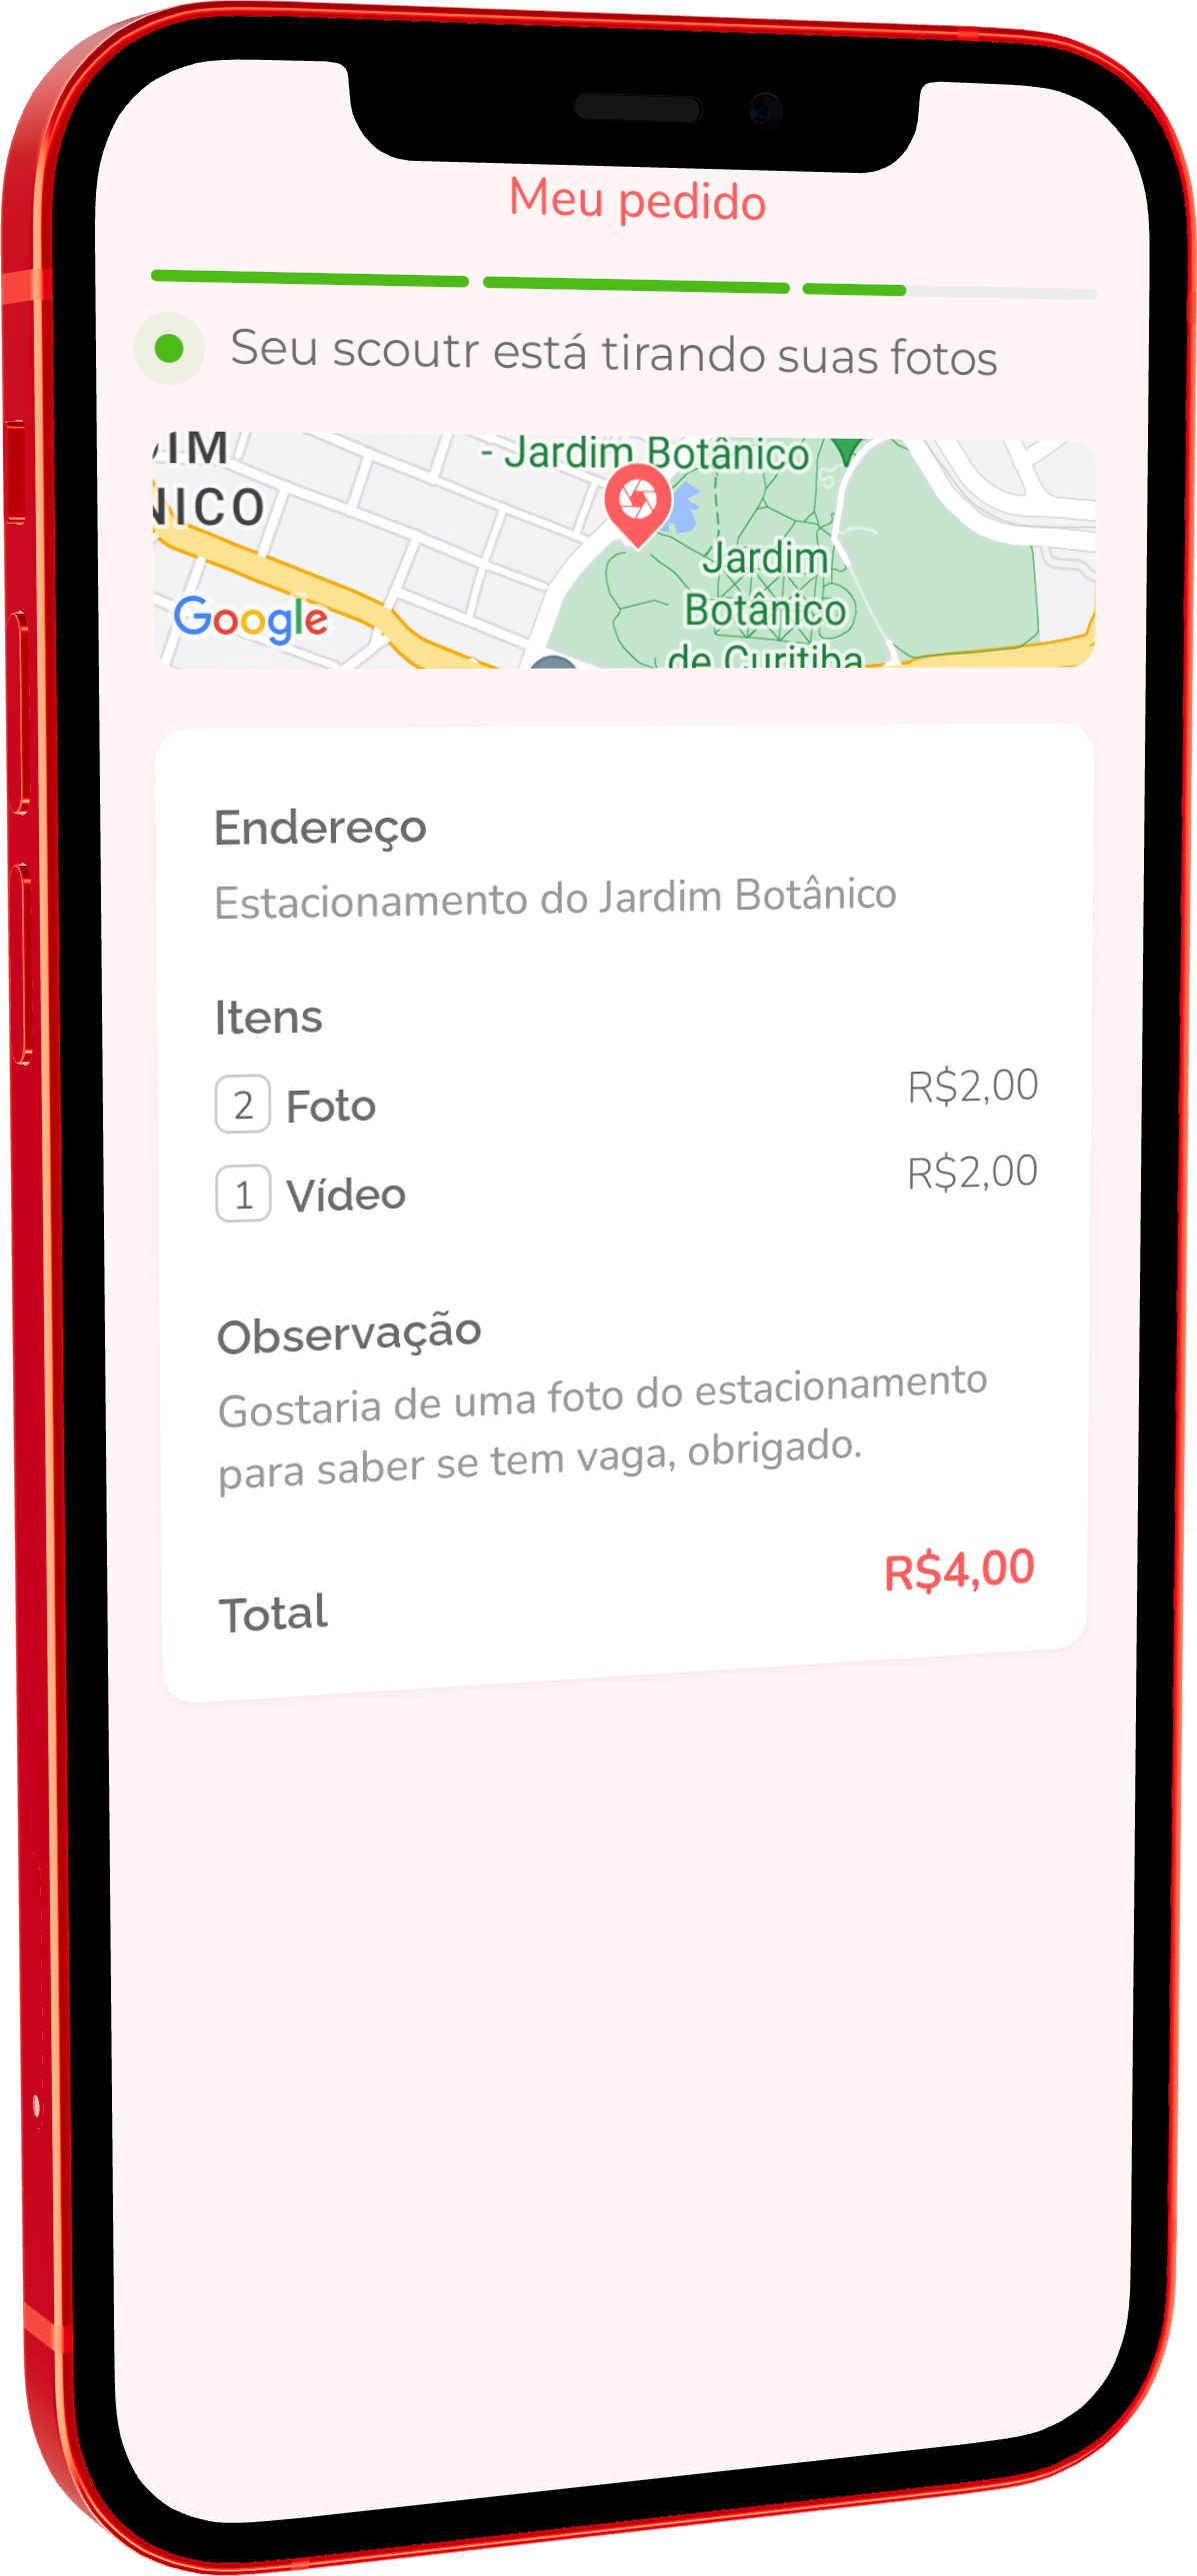 Meu pedido
Seu scoutr está tirando suas fotos
IM
NICO
- Jardim Botânico
Jardim
Botânico
de Curitiba
Google
Endereço
Estacionamento do Jardim Botânico
Itens
2 Foto R$2,00
1 Vídeo R$2,00
Observação
Gostaria de uma foto do estacionamento
para saber se tem vaga, obrigado.
Total R$4,00